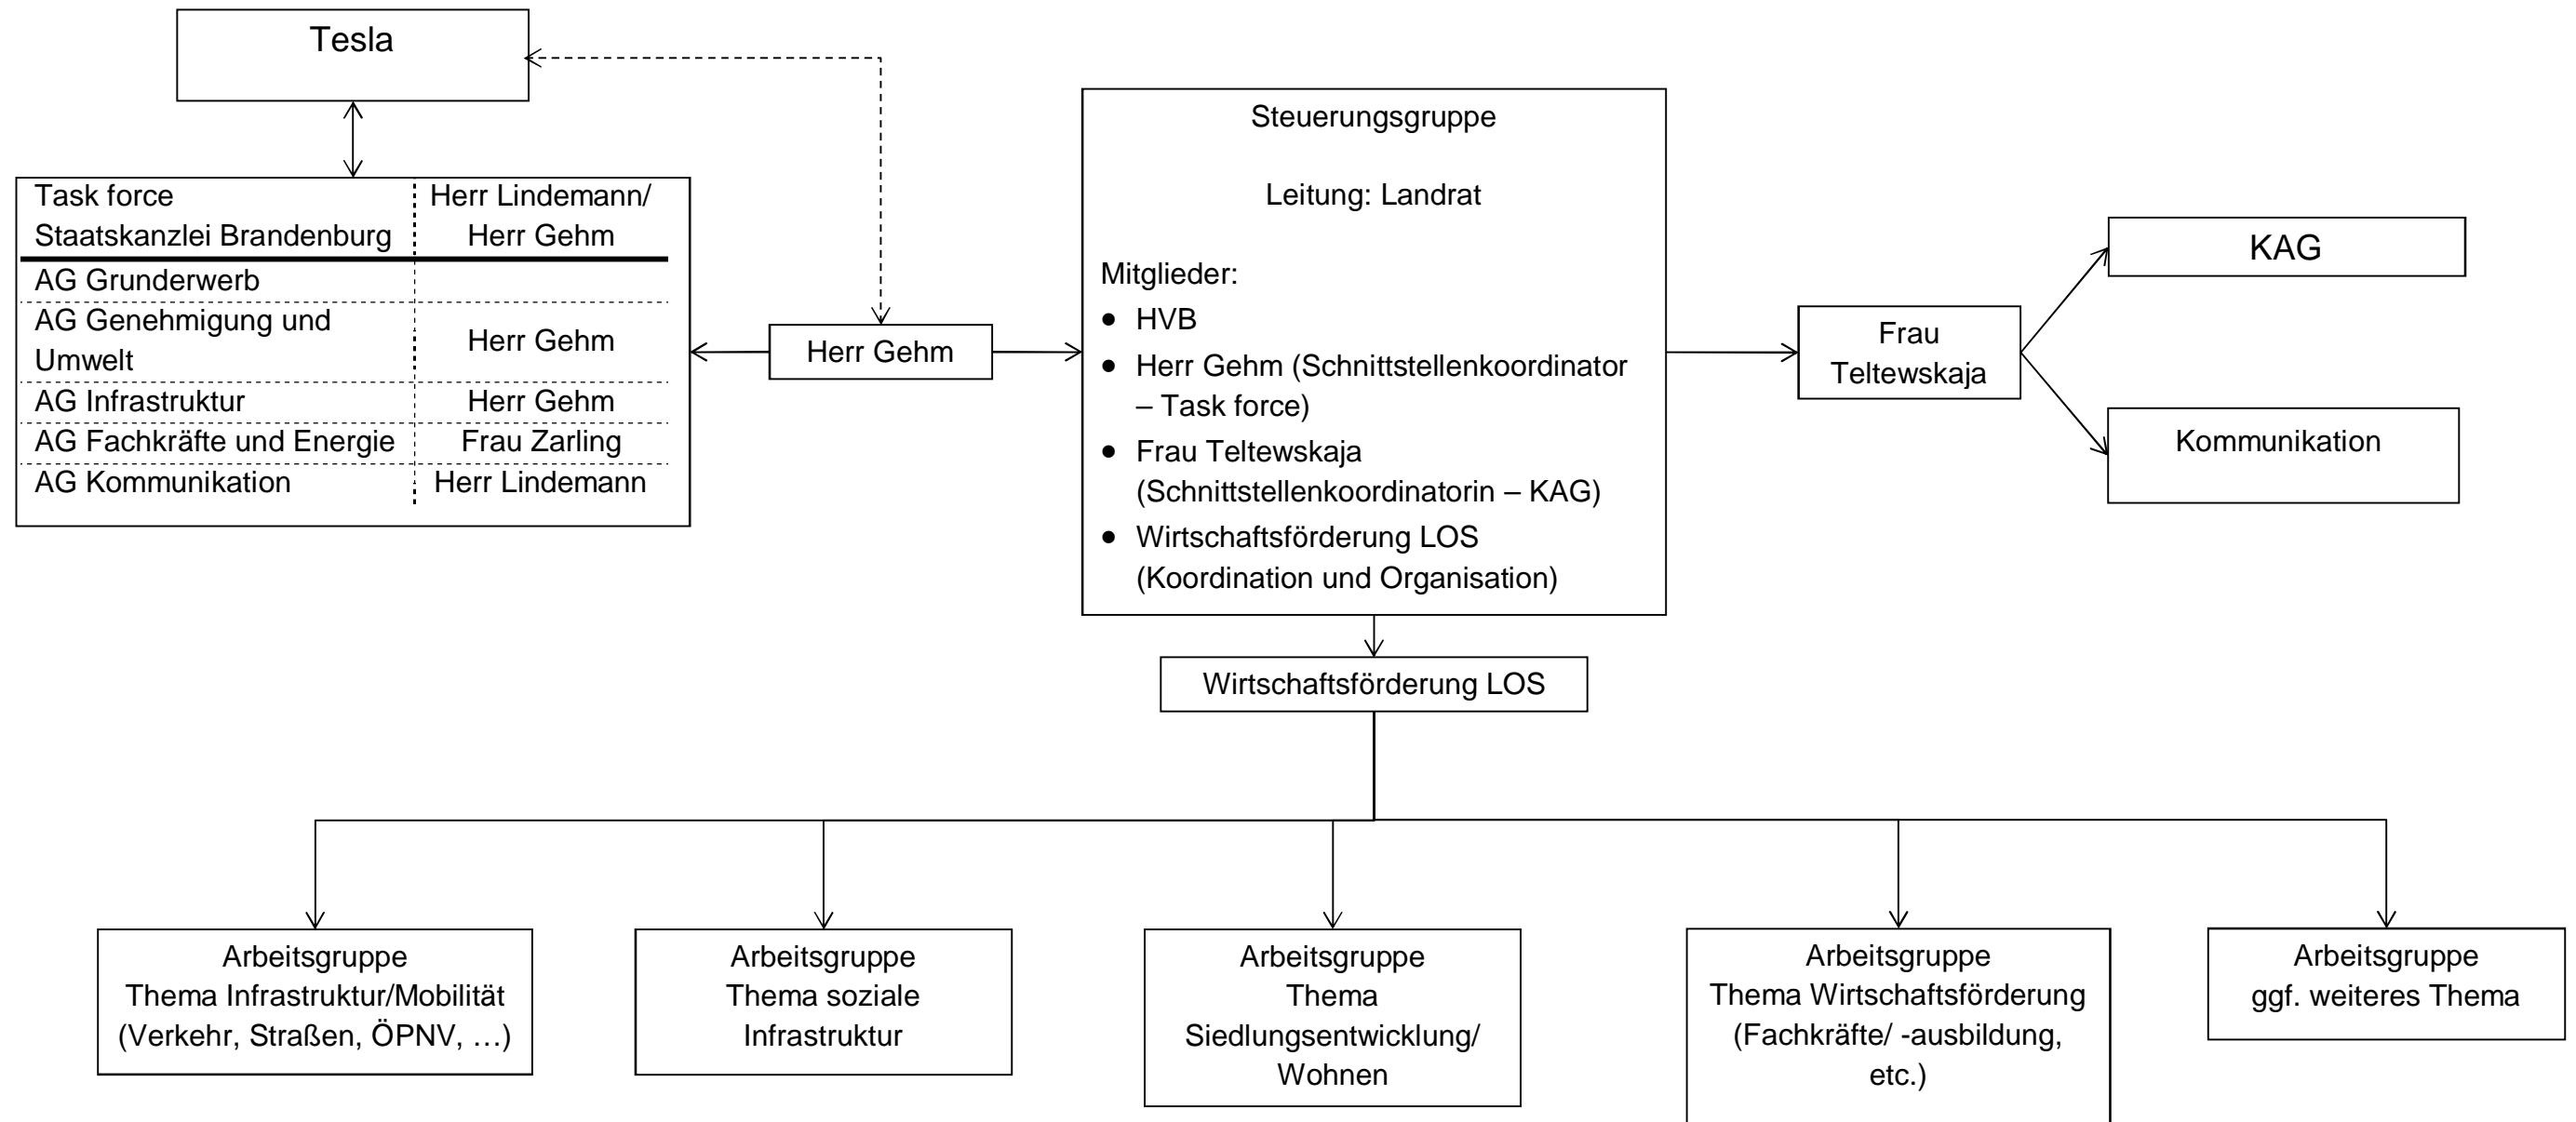 Tesla
Task force
Staatskanzlei Brandenburg
Herr Lindemann/
Herr Gehm
AG Grunderwerb
AG Genehmigung und
Umwelt
Herr Gehm
AG Infrastruktur
Herr Gehm
AG Fachkräfte und Energie
Frau Zarling
AG Kommunikation
Herr Lindemann
Herr Gehm
Steuerungsgruppe
Leitung: Landrat
Mitglieder:
● HVB
● Herr Gehm (Schnittstellenkoordinator
– Task force)
● Frau Teltewskaja
(Schnittstellenkoordinatorin – KAG)
● Wirtschaftsförderung LOS
(Koordination und Organisation)
Frau
Teltewskaja
KAG
Kommunikation
Wirtschaftsförderung LOS
Arbeitsgruppe
Thema Infrastruktur/Mobilität
(Verkehr, Straßen, ÖPNV, …)
Arbeitsgruppe
Thema soziale
Infrastruktur
Arbeitsgruppe
Thema
Siedlungsentwicklung/
Wohnen
Arbeitsgruppe
Thema Wirtschaftsförderung
(Fachkräfte/ -ausbildung,
etc.)
Arbeitsgruppe
ggf. weiteres Thema